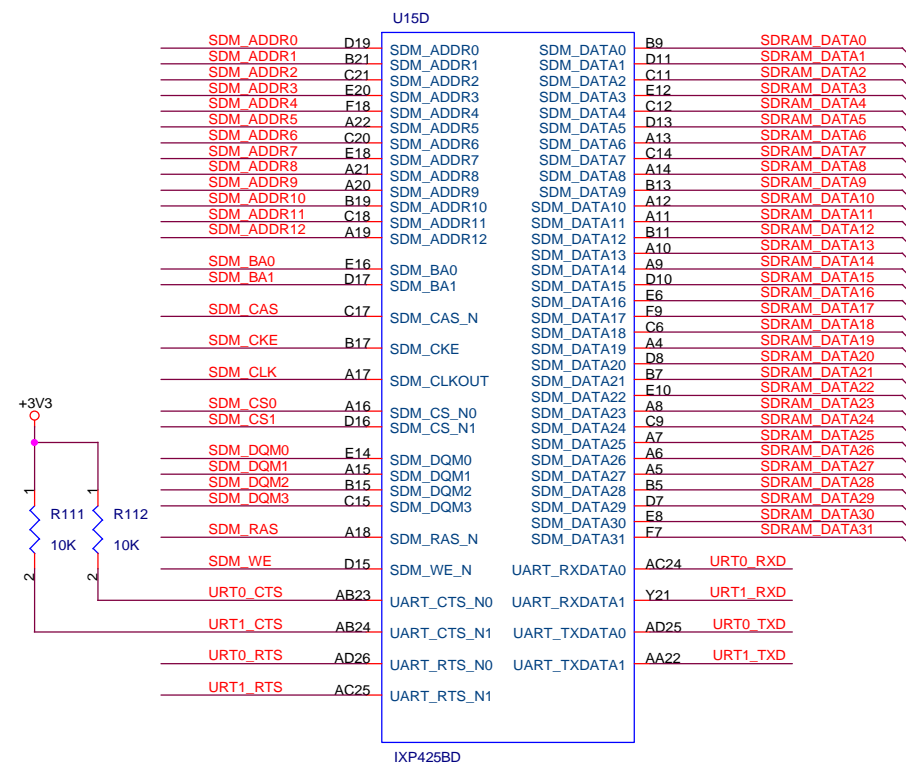 U15D
SDM_ADDR0 D19 SDM_ADDR0 SDM_DATA0 B9 SDRAM_DATA0
SDM_ADDR1 B21 SDM_ADDR1 SDM_DATA1 D11 SDRAM_DATA1
SDM_ADDR2 C21 SDM_ADDR2 SDM_DATA2 C11 SDRAM_DATA2
SDM_ADDR3 E20 SDM_ADDR3 SDM_DATA3 E12 SDRAM_DATA3
SDM_ADDR4 F18 SDM_ADDR4 SDM_DATA4 C12 SDRAM_DATA4
SDM_ADDR5 A22 SDM_ADDR5 SDM_DATA5 D13 SDRAM_DATA5
SDM_ADDR6 C20 SDM_ADDR6 SDM_DATA6 A13 SDRAM_DATA6
SDM_ADDR7 E18 SDM_ADDR7 SDM_DATA7 C14 SDRAM_DATA7
SDM_ADDR8 A21 SDM_ADDR8 SDM_DATA8 A14 SDRAM_DATA8
SDM_ADDR9 A20 SDM_ADDR9 SDM_DATA9 B13 SDRAM_DATA9
SDM_ADDR10 B19 SDM_ADDR10 SDM_DATA10 A12 SDRAM_DATA10
SDM_ADDR11 C18 SDM_ADDR11 SDM_DATA11 A11 SDRAM_DATA11
SDM_ADDR12 A19 SDM_ADDR12 SDM_DATA12 B11 SDRAM_DATA12
SDM_DATA13 A10 SDRAM_DATA13
SDM_BA0 E16 SDM_BA0 SDM_DATA14 A9 SDRAM_DATA14
SDM_BA1 D17 SDM_BA1 SDM_DATA15 D10 SDRAM_DATA15
SDM_DATA16 E6 SDRAM_DATA16
SDM_CAS C17 SDM_CAS_N SDM_DATA17 F9 SDRAM_DATA17
SDM_DATA18 C6 SDRAM_DATA18
SDM_CKE B17 SDM_CKE SDM_DATA19 A4 SDRAM_DATA19
SDM_DATA20 D8 SDRAM_DATA20
SDM_CLK A17 SDM_CLKOUT SDM_DATA21 B7 SDRAM_DATA21
SDM_DATA22 E10 SDRAM_DATA22
+3V3
SDM_CS0 A16 SDM_CS_N0 SDM_DATA23 A8 SDRAM_DATA23
SDM_CS1 D16 SDM_CS_N1 SDM_DATA24 C9 SDRAM_DATA24
SDM_DATA25 A7 SDRAM_DATA25
SDM_DQM0 E14 SDM_DQM0 SDM_DATA26 A6 SDRAM_DATA26
SDM_DQM1 A15 SDM_DQM1 SDM_DATA27 A5 SDRAM_DATA27
SDM_DQM2 B15 SDM_DQM2 SDM_DATA28 B5 SDRAM_DATA28
1 1 SDM_DQM3 C15 SDM_DQM3 SDM_DATA29 D7 SDRAM_DATA29
R111 R112 SDM_DATA30 E8 SDRAM_DATA30
SDM_RAS A18 SDM_RAS_N SDM_DATA31 F7 SDRAM_DATA31
10K 10K
SDM_WE D15 SDM_WE_N UART_RXDATA0 AC24 URT0_RXD
2 2
URT0_CTS AB23 UART_CTS_N0 UART_RXDATA1 Y21 URT1_RXD
URT1_CTS AB24 UART_CTS_N1 UART_TXDATA0 AD25 URT0_TXD
URT0_RTS AD26 UART_RTS_N0 UART_TXDATA1 AA22 URT1_TXD
URT1_RTS AC25 UART_RTS_N1
IXP425BD